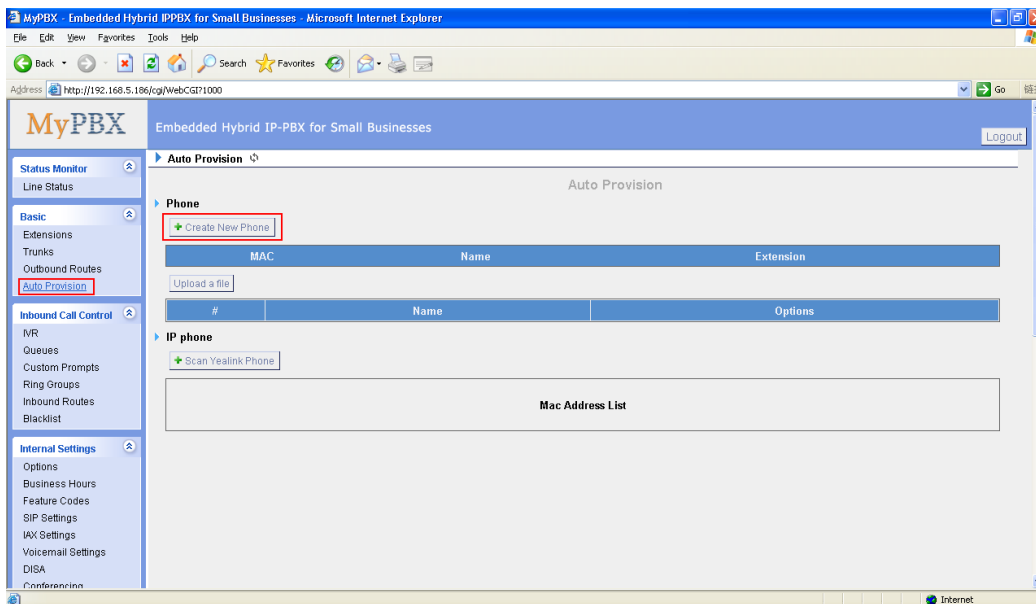 MyPBX - Embedded Hybrid IPPBX for Small Businesses - Microsoft Internet Explorer
File Edit View Favorites Tools Help
Back Search Favorites
Address http://192.168.5.186/cgi/WebCGI?1000 Go
MyPBX
Embedded Hybrid IP-PBX for Small Businesses
Logout
Status Monitor
Line Status
Basic
Extensions
Trunks
Outbound Routes
Auto Provision
Inbound Call Control
IVR
Queues
Custom Prompts
Ring Groups
Inbound Routes
Blacklist
Internal Settings
Options
Business Hours
Feature Codes
SIP Settings
IAX Settings
Voicemail Settings
DISA
Conferencing
Auto Provision
Auto Provision
Phone
Create New Phone
MAC Name Extension
Upload a file
# Name Options
IP phone
Scan Yealink Phone
Mac Address List
Internet